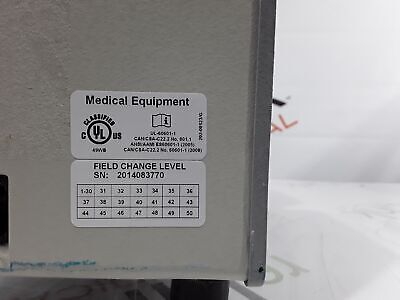 Medical Equipment
CLASSIFIED
C UL US
49WB
UL-60601-1
CAN/CSA-C22.2 No. 601.1
ANSI/AAMI ES60601-1 (2005)
CAN/CSA-C22.2 No. 60601-1 (2008)
FIELD CHANGE LEVEL
SN: 2014083770
1-30 31 32 33 34 35 36
37 38 39 40 41 42 43
44 45 46 47 48 49 50